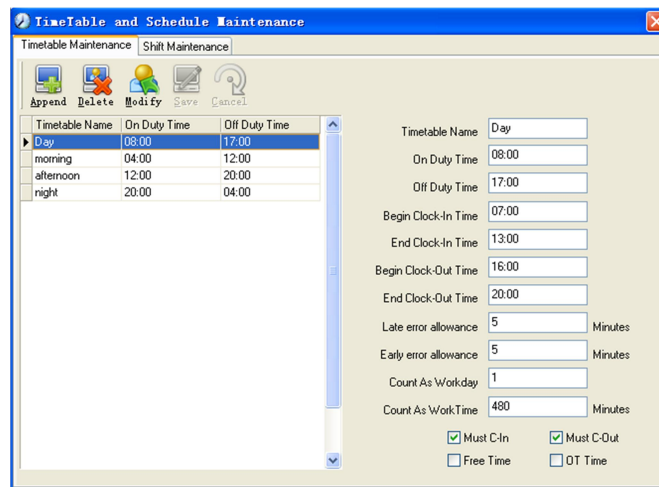 TimeTable and Schedule Maintenance
Timetable Maintenance Shift Maintenance
Append Delete Modify Save Cancel
Timetable Name On Duty Time Off Duty Time
Day 08:00 17:00
morning 04:00 12:00
afternoon 12:00 20:00
night 20:00 04:00
Timetable Name Day
On Duty Time 08:00
Off Duty Time 17:00
Begin Clock-In Time 07:00
End Clock-In Time 13:00
Begin Clock-Out Time 16:00
End Clock-Out Time 20:00
Late error allowance 5 Minutes
Early error allowance 5 Minutes
Count As Workday 1
Count As WorkTime 480 Minutes
Must C-In Must C-Out
Free Time OT Time